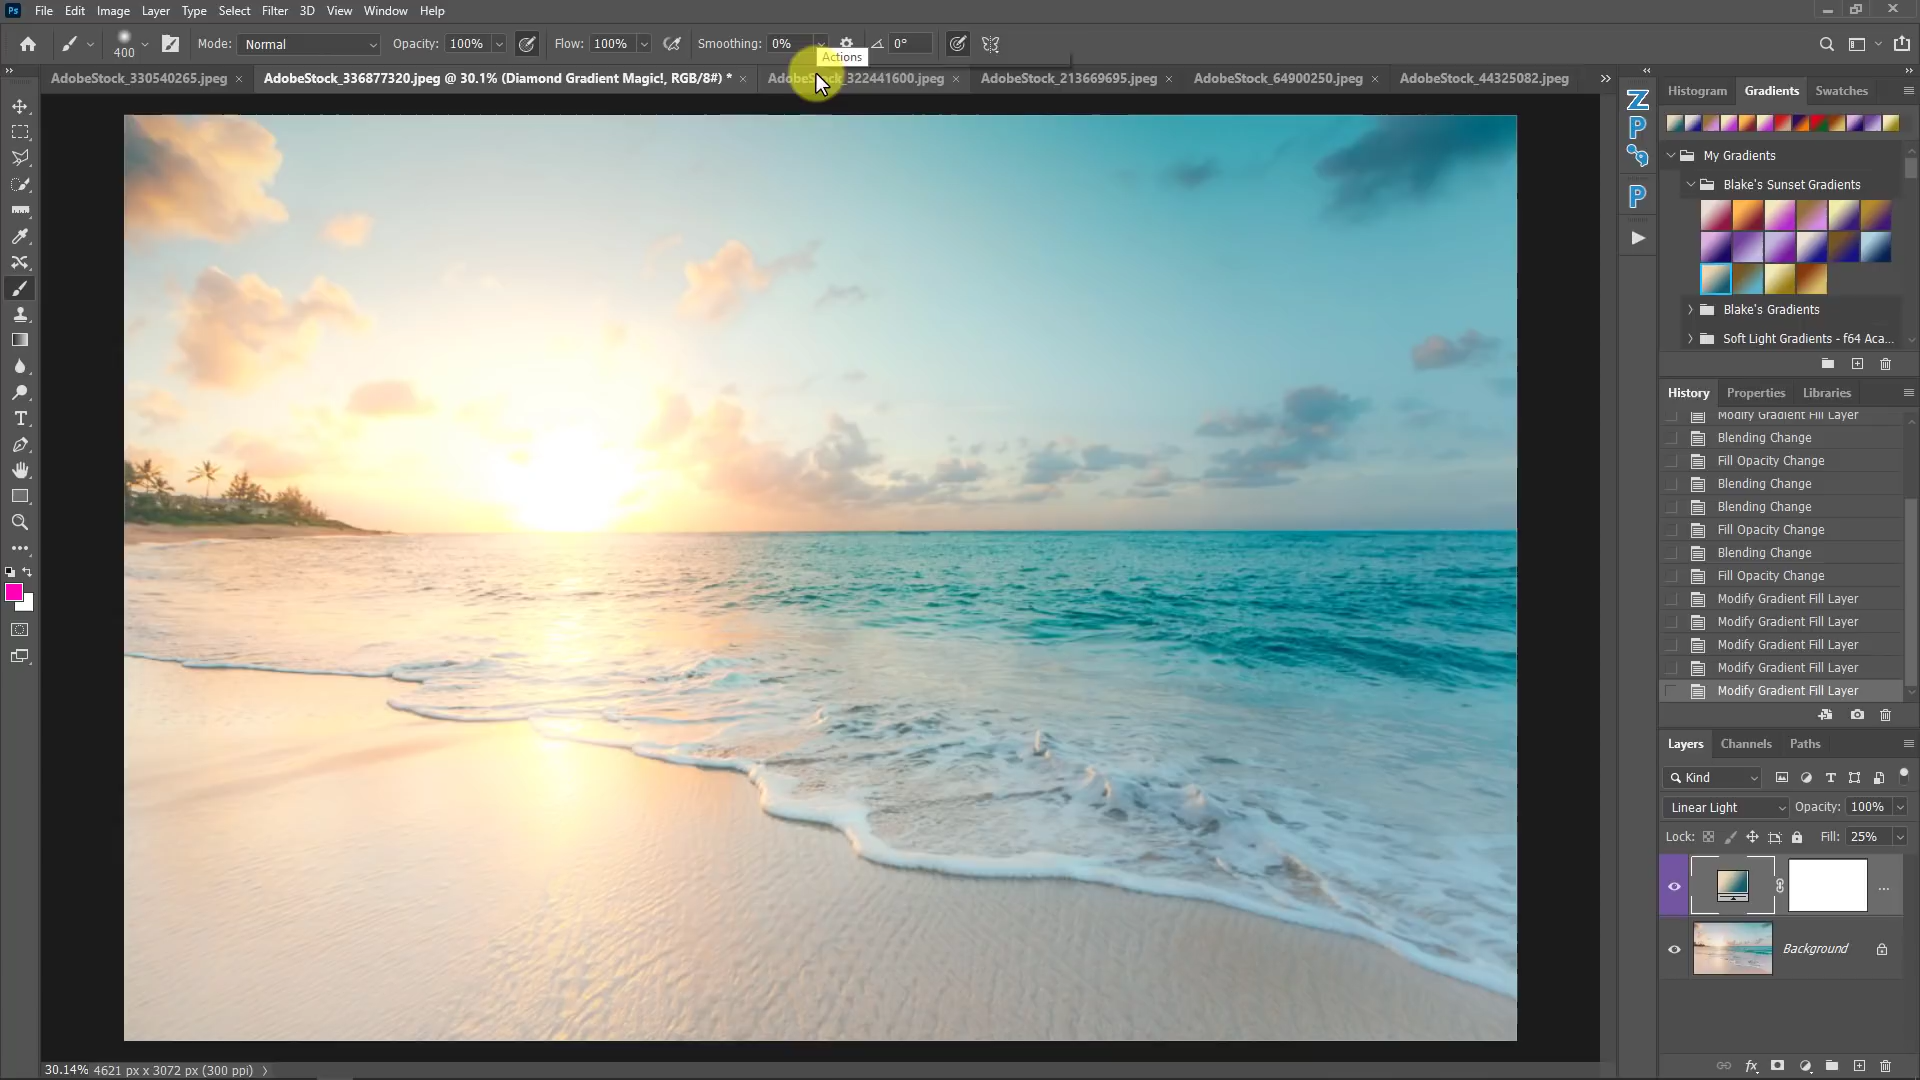 Ps File Edit Image Layer Type Select Filter 3D View Window Help
400 Mode: Normal Opacity: 100% Flow: 100% Smoothing: 0% 0°
Actions
AdobeStock_330540265.jpeg × AdobeStock_336877320.jpeg @ 30.1% (Diamond Gradient Magic!, RGB/8#) * × AdobeStock_322441600.jpeg × AdobeStock_213669695.jpeg × AdobeStock_64900250.jpeg × AdobeStock_44325082.jpeg
Histogram Gradients Swatches
My Gradients
Blake's Sunset Gradients
Blake's Gradients
Soft Light Gradients - f64 Aca...
History Properties Libraries
Modify Gradient Fill Layer
Blending Change
Fill Opacity Change
Blending Change
Blending Change
Fill Opacity Change
Blending Change
Fill Opacity Change
Modify Gradient Fill Layer
Modify Gradient Fill Layer
Modify Gradient Fill Layer
Modify Gradient Fill Layer
Modify Gradient Fill Layer
Layers Channels Paths
Kind
Linear Light Opacity: 100%
Lock: Fill: 25%
...
Background
30.14% 4621 px x 3072 px (300 ppi)